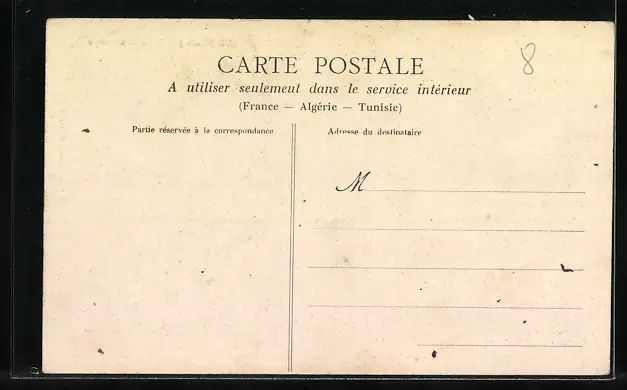 CARTE POSTALE
8
A utiliser seulement dans le service intérieur
(France — Algérie — Tunisie)
Partie réservée à la correspondance
Adresse du destinataire
M